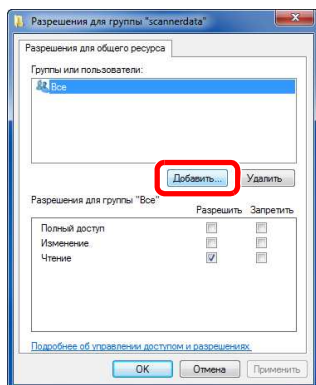 Разрешения для группы "scannerdata"
Разрешения для общего ресурса
Группы или пользователи:
Все
Добавить... Удалить
Разрешения для группы "Все"
Разрешить Запретить
Полный доступ
Изменение
Чтение
Подробнее об управлении доступом и разрешениях
OK Отмена Применить